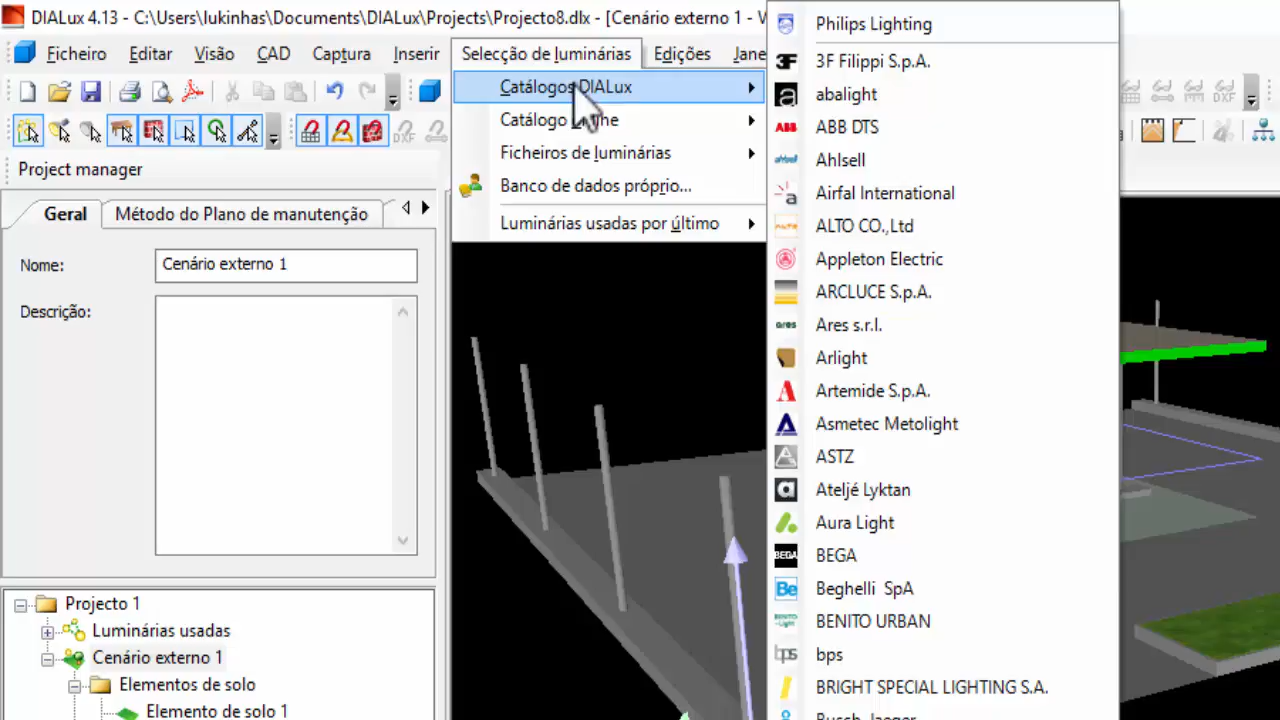 DIALux 4.13 - C:\Users\lukinhas\Documents\DIALux\Projects\Projecto8.dlx - [Cenário externo 1 -
Ficheiro Editar Visão CAD Captura Inserir Selecção de luminárias Edições Jane
DXF
DXF
Project manager
Geral Método do Plano de manutenção
Nome: Cenário externo 1
Descrição:
Projecto 1
Luminárias usadas
Cenário externo 1
Elementos de solo
Elemento de solo 1
Catálogos DIALux
Catálogo
Ficheiros de luminárias
Banco de dados próprio...
Luminárias usadas por último
Philips Lighting
3F Filippi S.p.A.
abalight
ABB DTS
Ahlsell
Airfal International
ALTO CO.,Ltd
Appleton Electric
ARCLUCE S.p.A.
Ares s.r.l.
Arlight
Artemide S.p.A.
Asmetec Metolight
ASTZ
Ateljé Lyktan
Aura Light
BEGA
Beghelli SpA
BENITO URBAN
bps
BRIGHT SPECIAL LIGHTING S.A.
Busch-Jaeger